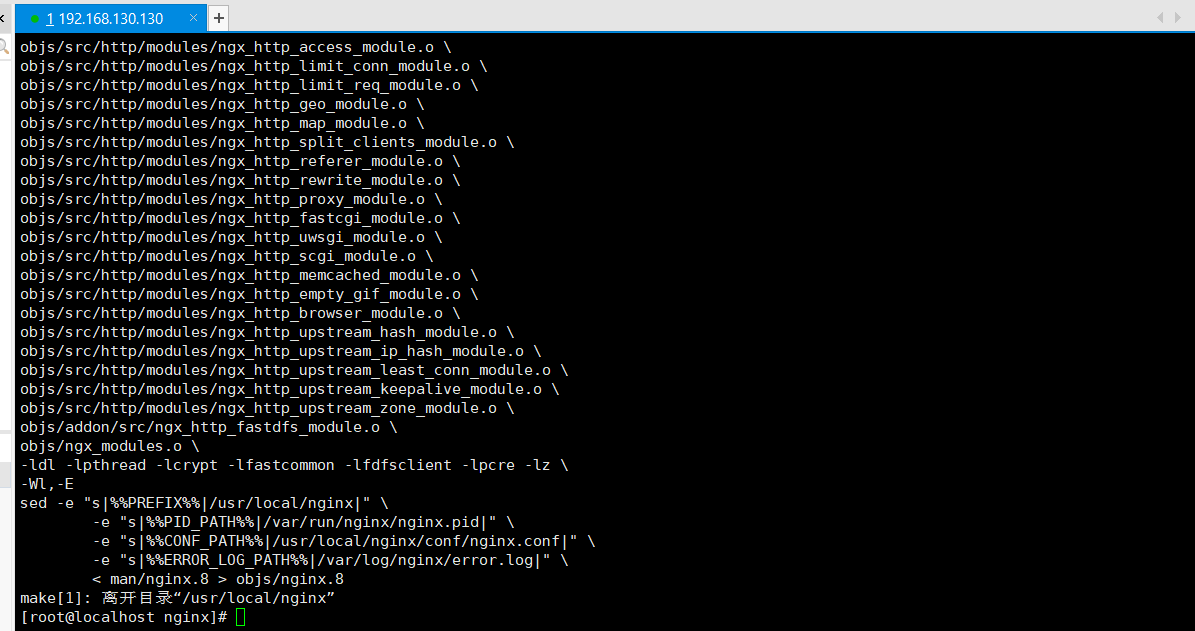 1 192.168.130.130
objs/src/http/modules/ngx_http_access_module.o \
objs/src/http/modules/ngx_http_limit_conn_module.o \
objs/src/http/modules/ngx_http_limit_req_module.o \
objs/src/http/modules/ngx_http_geo_module.o \
objs/src/http/modules/ngx_http_map_module.o \
objs/src/http/modules/ngx_http_split_clients_module.o \
objs/src/http/modules/ngx_http_referer_module.o \
objs/src/http/modules/ngx_http_rewrite_module.o \
objs/src/http/modules/ngx_http_proxy_module.o \
objs/src/http/modules/ngx_http_fastcgi_module.o \
objs/src/http/modules/ngx_http_uwsgi_module.o \
objs/src/http/modules/ngx_http_scgi_module.o \
objs/src/http/modules/ngx_http_memcached_module.o \
objs/src/http/modules/ngx_http_empty_gif_module.o \
objs/src/http/modules/ngx_http_browser_module.o \
objs/src/http/modules/ngx_http_upstream_hash_module.o \
objs/src/http/modules/ngx_http_upstream_ip_hash_module.o \
objs/src/http/modules/ngx_http_upstream_least_conn_module.o \
objs/src/http/modules/ngx_http_upstream_keepalive_module.o \
objs/src/http/modules/ngx_http_upstream_zone_module.o \
objs/addon/src/ngx_http_fastdfs_module.o \
objs/ngx_modules.o \
-ldl -lpthread -lcrypt -lfastcommon -lfdfsclient -lpcre -lz \
-Wl,-E
sed -e "s|%%PREFIX%%|/usr/local/nginx|" \
        -e "s|%%PID_PATH%%|/var/run/nginx/nginx.pid|" \
        -e "s|%%CONF_PATH%%|/usr/local/nginx/conf/nginx.conf|" \
        -e "s|%%ERROR_LOG_PATH%%|/var/log/nginx/error.log|" \
        < man/nginx.8 > objs/nginx.8
make[1]: 离开目录“/usr/local/nginx”
[root@localhost nginx]#